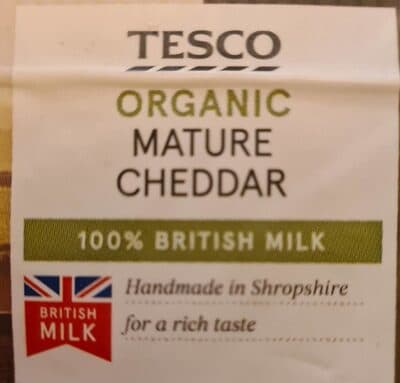 TESCO
ORGANIC
MATURE
CHEDDAR
100% BRITISH MILK
BRITISH
MILK
Handmade in Shropshire
for a rich taste